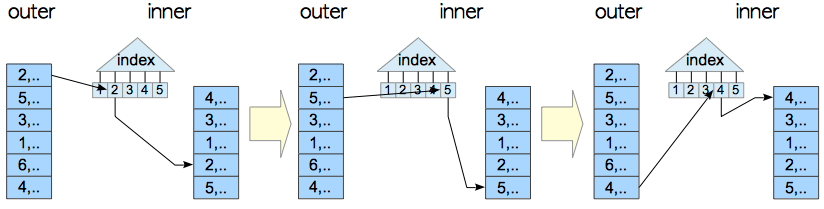 outer inner outer inner outer inner
index index index
2,.. 2,.. 2,..
1 2 3 4 5 1 2 3 4 5 1 2 3 4 5
5,.. 4,.. 5,.. 4,.. 5,.. 4,..
3,.. 3,.. 3,.. 3,.. 3,.. 3,..
1,.. 1,.. 1,.. 1,.. 1,.. 1,..
6,.. 2,.. 6,.. 2,.. 6,.. 2,..
4,.. 5,.. 4,.. 5,.. 4,.. 5,..